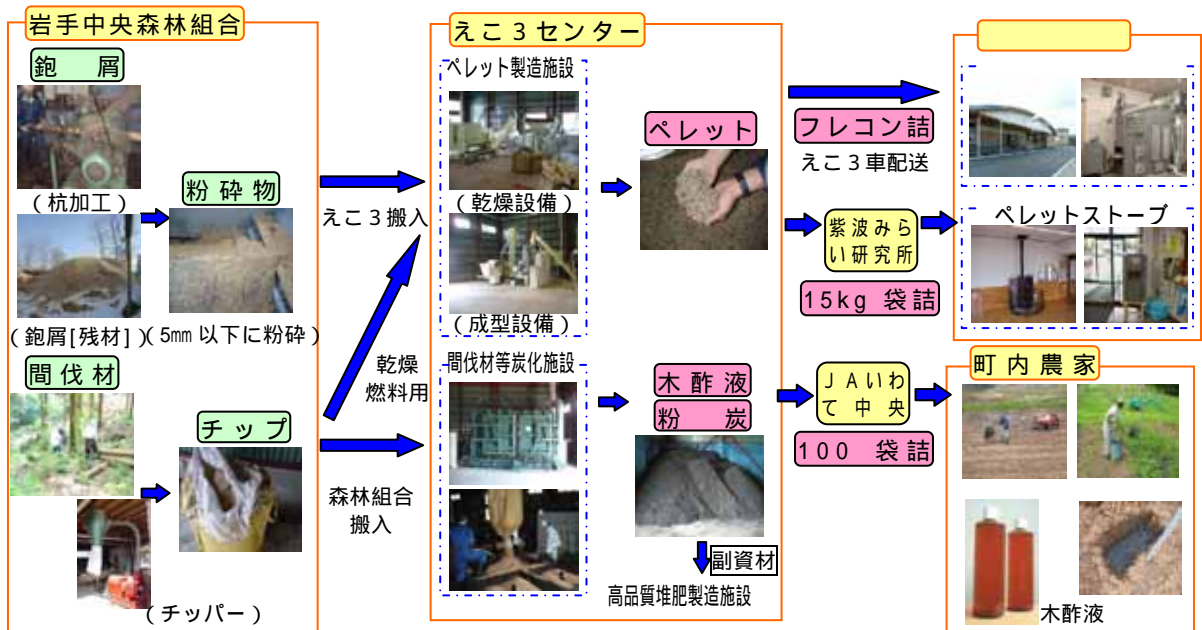 岩手中央森林組合
鉋屑
(杭加工)
粉砕物
(鉋屑[残材])(5mm以下に粉砕)
間伐材
チップ
(チッパー)
えこ3搬入
乾燥
燃料用
森林組合
搬入
えこ3センター
ペレット製造施設
(乾燥設備)
(成型設備)
ペレット
間伐材等炭化施設
木酢液
粉炭
副資材
高品質堆肥製造施設
フレコン詰
えこ3車配送
紫波みら
い研究所
15kg 袋詰
JAいわ
て中央
100 袋詰
ペレットストーブ
町内農家
木酢液